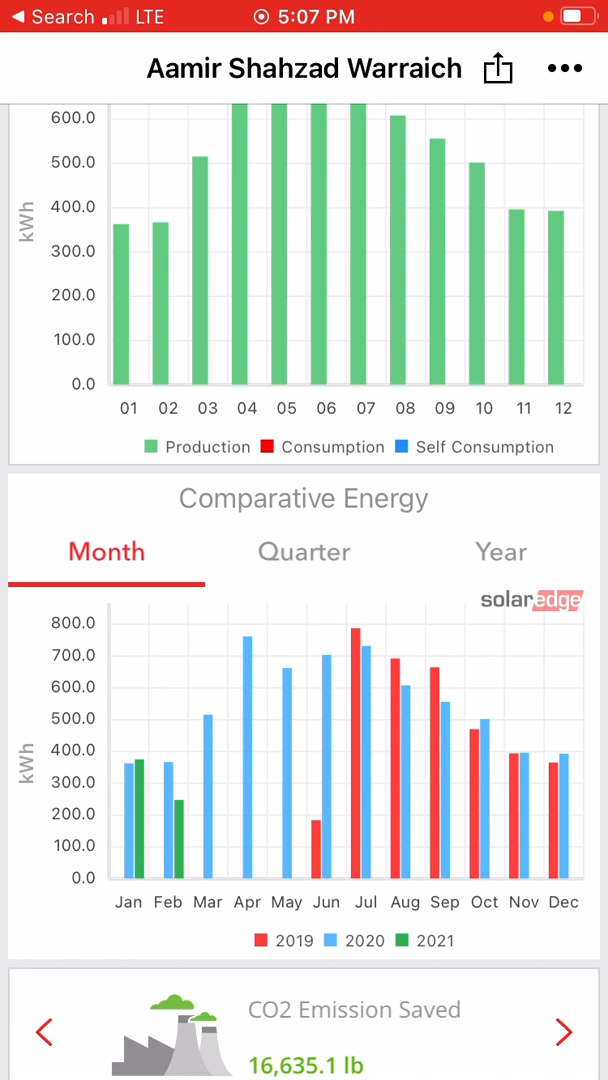 Search LTE 5:07 PM
Aamir Shahzad Warraich
600.0
500.0
400.0
300.0
200.0
100.0
0.0
kWh
01 02 03 04 05 06 07 08 09 10 11 12
Production Consumption Self Consumption
Comparative Energy
Month Quarter Year
solaredge
800.0
700.0
600.0
500.0
400.0
300.0
200.0
100.0
0.0
kWh
Jan Feb Mar Apr May Jun Jul Aug Sep Oct Nov Dec
2019 2020 2021
CO2 Emission Saved
16,635.1 lb